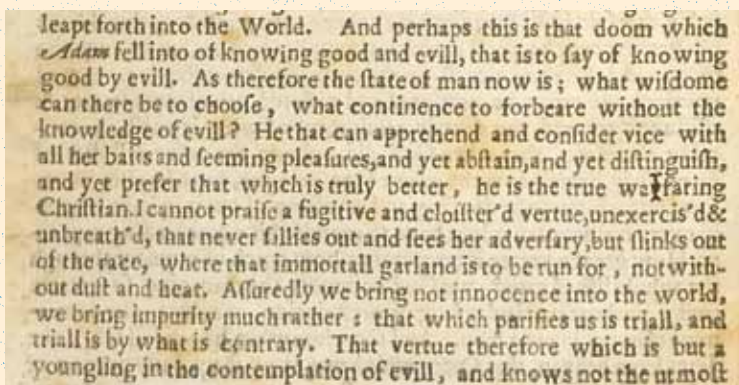 leapt forth into the World. And perhaps this is that doom which
Adam fell into of knowing good and evill, that is to ſay of knowing
good by evill. As therefore the ſtate of man now is; what wiſdome
can there be to chooſe, what continence to forbeare without the
knowledge of evill? He that can apprehend and conſider vice with
all her baits and ſeeming pleaſures, and yet abſtain, and yet diſtinguiſh,
and yet prefer that which is truly better, he is the true wayfaring
Chriſtian. I cannot praiſe a fugitive and cloiſter'd vertue, unexercis'd &
unbreath'd, that never ſallies out and ſees her adverſary, but ſlinks out
of the race, where that immortall garland is to be run for, notwith-
out duſt and heat. Aſſuredly we bring not innocence into the world,
we bring impurity much rather: that which purifies us is triall, and
triall is by what is contrary. That vertue therefore which is but a
youngling in the contemplation of evill, and knows not the utmoſt